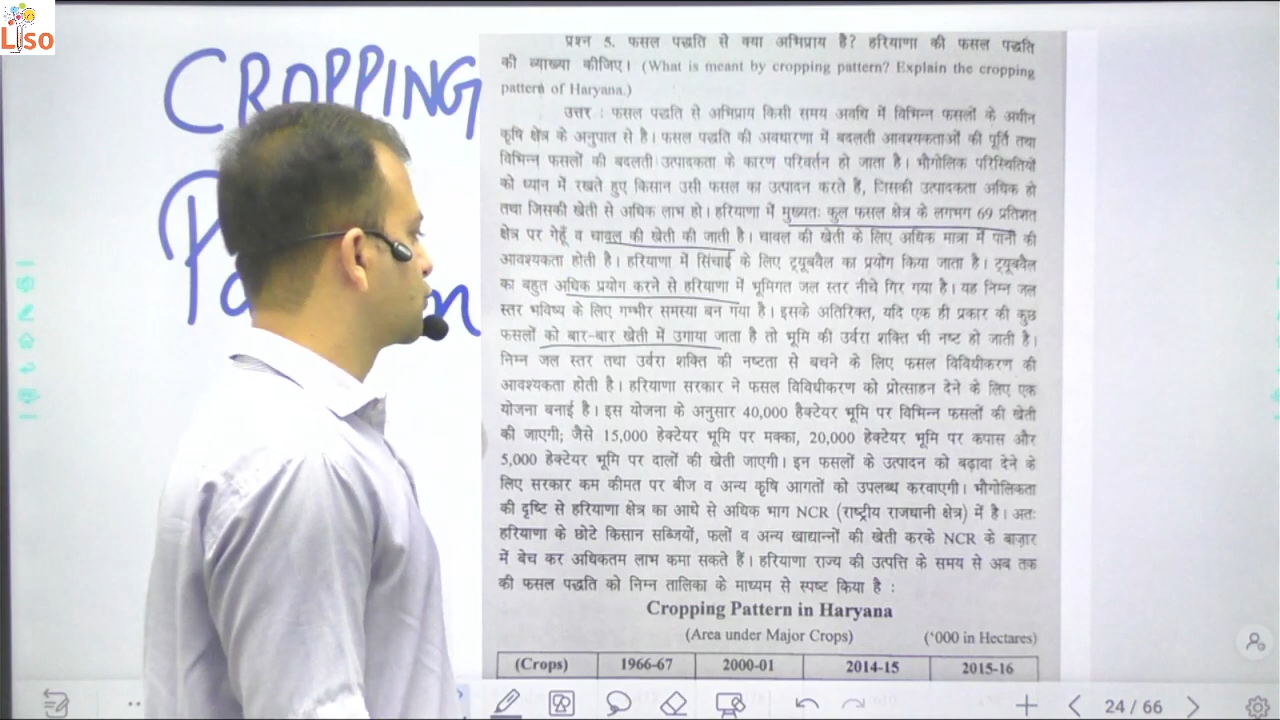 Liso
CROPPING
प्रश्न 5. फसल पद्धति से क्या अभिप्राय है? हरियाणा की फसल पद्धति
की व्याख्या कीजिए। (What is meant by cropping pattern? Explain the cropping
pattern of Haryana.)
उत्तर : फसल पद्धति से अभिप्राय किसी समय अवधि में विभिन्न फसलों के अधीन
कृषि क्षेत्र के अनुपात से है। फसल पद्धति की अवधारणा में बदलती आवश्यकताओं की पूर्ति तथा
विभिन्न फसलों की बदलती उत्पादकता के कारण परिवर्तन हो जाता है। भौगोलिक परिस्थितियों
को ध्यान में रखते हुए किसान उसी फसल का उत्पादन करते हैं, जिसकी उत्पादकता अधिक हो
तथा जिसकी खेती से अधिक लाभ हो। हरियाणा में मुख्यतः कुल फसल क्षेत्र के लगभग 69 प्रतिशत
क्षेत्र पर गेहूँ व चावल की खेती की जाती है। चावल की खेती के लिए अधिक मात्रा में पानी की
आवश्यकता होती है। हरियाणा में सिंचाई के लिए ट्यूबवैल का प्रयोग किया जाता है। ट्यूबवैल
का बहुत अधिक प्रयोग करने से हरियाणा में भूमिगत जल स्तर नीचे गिर गया है। यह निम्न जल
स्तर भविष्य के लिए गम्भीर समस्या बन गया है। इसके अतिरिक्त, यदि एक ही प्रकार की कुछ
फसलों को बार-बार खेती में उगाया जाता है तो भूमि की उर्वरा शक्ति भी नष्ट हो जाती है।
निम्न जल स्तर तथा उर्वरा शक्ति की नष्टता से बचने के लिए फसल विविधीकरण की
आवश्यकता होती है। हरियाणा सरकार ने फसल विविधीकरण को प्रोत्साहन देने के लिए एक
योजना बनाई है। इस योजना के अनुसार 40,000 हैक्टेयर भूमि पर विभिन्न फसलों की खेती
की जाएगी; जैसे 15,000 हेक्टेयर भूमि पर मक्का, 20,000 हेक्टेयर भूमि पर कपास और
5,000 हेक्टेयर भूमि पर दालों की खेती जाएगी। इन फसलों के उत्पादन को बढ़ावा देने के
लिए सरकार कम कीमत पर बीज व अन्य कृषि आगतों को उपलब्ध करवाएगी। भौगोलिकता
की दृष्टि से हरियाणा क्षेत्र का आधे से अधिक भाग NCR (राष्ट्रीय राजधानी क्षेत्र) में है। अतः
हरियाणा के छोटे किसान सब्जियों, फलों व अन्य खाद्यान्नों की खेती करके NCR के बाज़ार
में बेच कर अधिकतम लाभ कमा सकते हैं। हरियाणा राज्य की उत्पत्ति के समय से अब तक
की फसल पद्धति को निम्न तालिका के माध्यम से स्पष्ट किया है :
Cropping Pattern in Haryana
(Area under Major Crops) ('000 in Hectares)
(Crops) 1966-67 2000-01 2014-15 2015-16
24 / 66